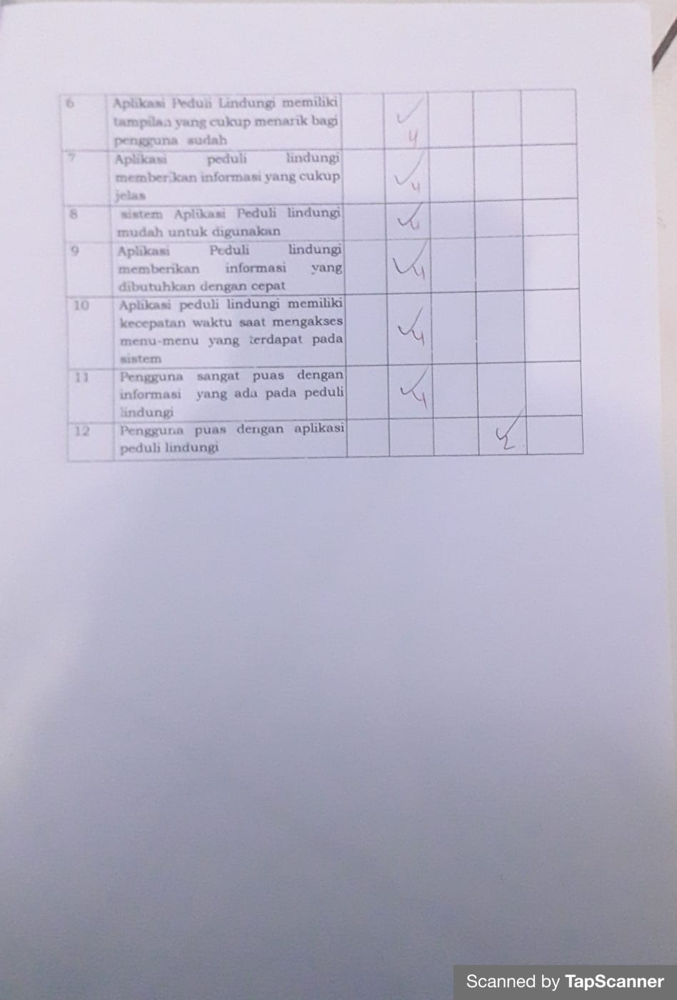 6 Aplikasi Peduli Lindungi memiliki
tampilan yang cukup menarik bagi
✓
pengguna sudah
4
7 Aplikasi peduli lindungi
memberikan informasi yang cukup
✓ 4
jelas
8 sistem Aplikasi Peduli lindungi
✓ 4
mudah untuk digunakan
9 Aplikasi Peduli lindungi
memberikan informasi yang
✓ 4
dibutuhkan dengan cepat
10 Aplikasi peduli lindungi memiliki
kecepatan waktu saat mengakses
✓ 4
menu-menu yang terdapat pada
sistem
11 Pengguna sangat puas dengan
informasi yang ada pada peduli
✓ 4
lindungi
12 Pengguna puas dengan aplikasi
✓ 2
peduli lindungi
Scanned by TapScanner